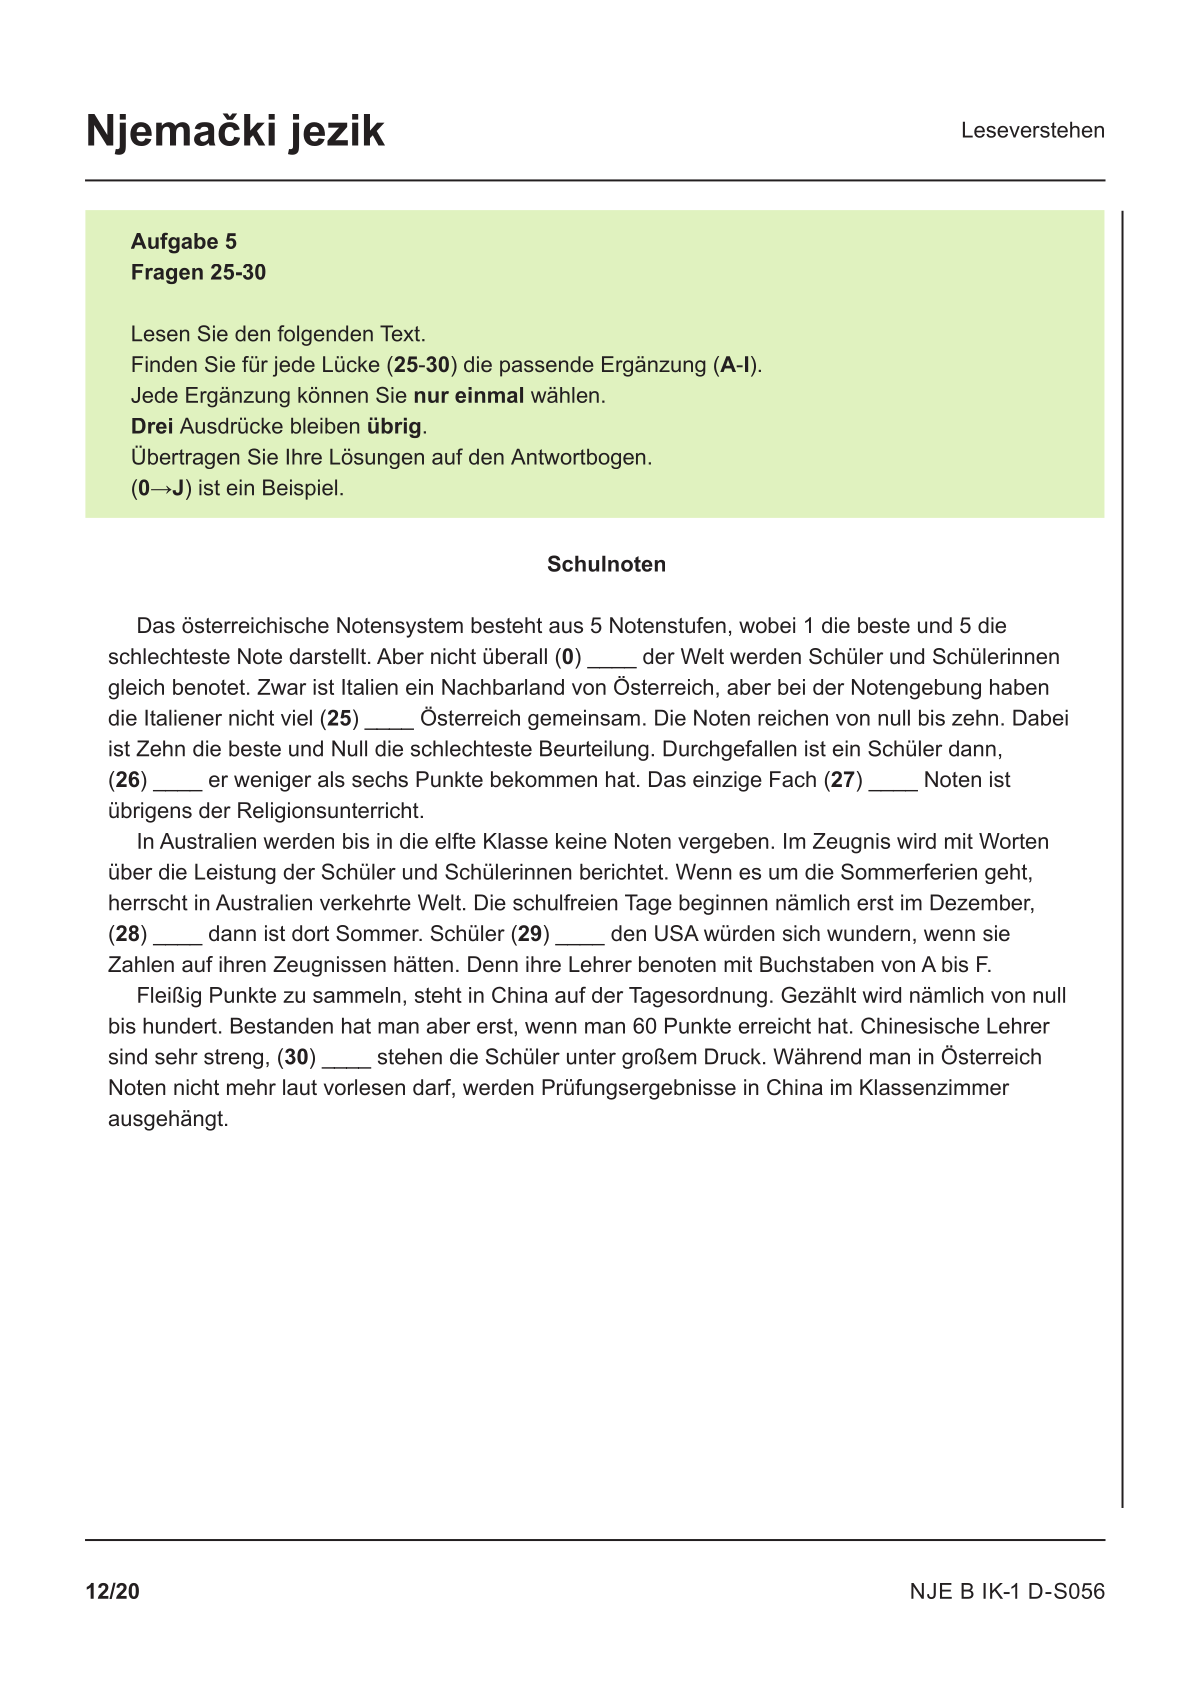 Njemački jezik
Leseverstehen
Aufgabe 5
Fragen 25-30
Lesen Sie den folgenden Text.
Finden Sie für jede Lücke (25-30) die passende Ergänzung (A-I).
Jede Ergänzung können Sie nur einmal wählen.
Drei Ausdrücke bleiben übrig.
Übertragen Sie Ihre Lösungen auf den Antwortbogen.
(0→J) ist ein Beispiel.
Schulnoten
Das österreichische Notensystem besteht aus 5 Notenstufen, wobei 1 die beste und 5 die
schlechteste Note darstellt. Aber nicht überall (0) ____ der Welt werden Schüler und Schülerinnen
gleich benotet. Zwar ist Italien ein Nachbarland von Österreich, aber bei der Notengebung haben
die Italiener nicht viel (25) ____ Österreich gemeinsam. Die Noten reichen von null bis zehn. Dabei
ist Zehn die beste und Null die schlechteste Beurteilung. Durchgefallen ist ein Schüler dann,
(26) ____ er weniger als sechs Punkte bekommen hat. Das einzige Fach (27) ____ Noten ist
übrigens der Religionsunterricht.
In Australien werden bis in die elfte Klasse keine Noten vergeben. Im Zeugnis wird mit Worten
über die Leistung der Schüler und Schülerinnen berichtet. Wenn es um die Sommerferien geht,
herrscht in Australien verkehrte Welt. Die schulfreien Tage beginnen nämlich erst im Dezember,
(28) ____ dann ist dort Sommer. Schüler (29) ____ den USA würden sich wundern, wenn sie
Zahlen auf ihren Zeugnissen hätten. Denn ihre Lehrer benoten mit Buchstaben von A bis F.
Fleißig Punkte zu sammeln, steht in China auf der Tagesordnung. Gezählt wird nämlich von null
bis hundert. Bestanden hat man aber erst, wenn man 60 Punkte erreicht hat. Chinesische Lehrer
sind sehr streng, (30) ____ stehen die Schüler unter großem Druck. Während man in Österreich
Noten nicht mehr laut vorlesen darf, werden Prüfungsergebnisse in China im Klassenzimmer
ausgehängt.
12/20
NJE B IK-1 D-S056